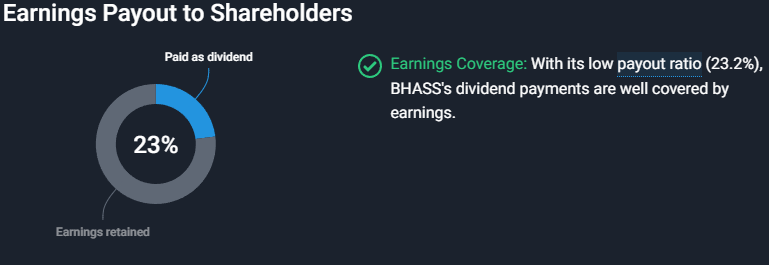 Earnings Payout to Shareholders
Paid as dividend
23%
Earnings retained
Earnings Coverage: With its low payout ratio (23.2%),
BHASS's dividend payments are well covered by
earnings.